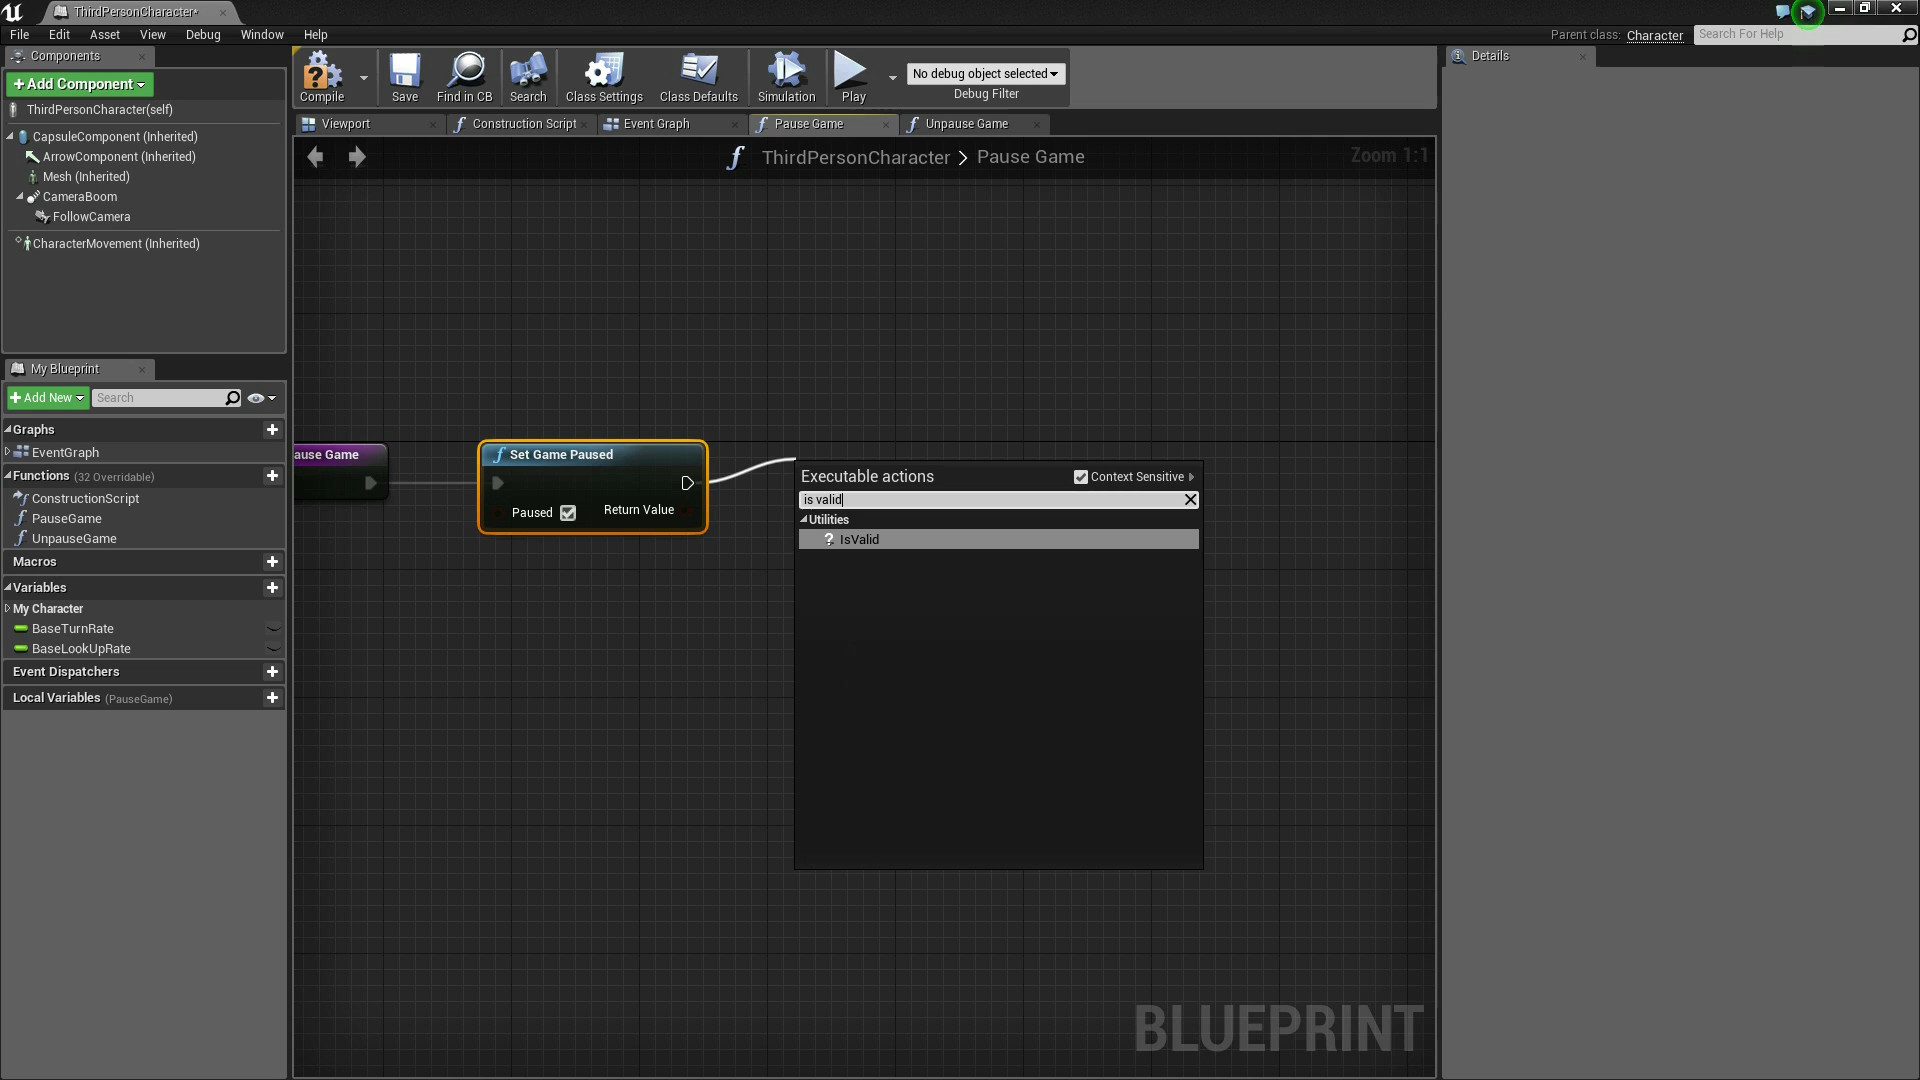 ThirdPersonCharacter*
File Edit Asset View Debug Window Help
Parent class: Character
Search For Help
Components
+Add Component
ThirdPersonCharacter(self)
CapsuleComponent (Inherited)
ArrowComponent (Inherited)
Mesh (Inherited)
CameraBoom
FollowCamera
CharacterMovement (Inherited)
My Blueprint
+Add New
Search
Graphs
EventGraph
Functions (32 Overridable)
ConstructionScript
PauseGame
UnpauseGame
Macros
Variables
My Character
BaseTurnRate
BaseLookUpRate
Event Dispatchers
Local Variables (PauseGame)
Compile
Save
Find in CB
Search
Class Settings
Class Defaults
Simulation
Play
No debug object selected
Debug Filter
Viewport
Construction Script
Event Graph
Pause Game
Unpause Game
ThirdPersonCharacter > Pause Game
Zoom 1:1
ause Game
Set Game Paused
Paused
Return Value
Executable actions
Context Sensitive
is valid
Utilities
IsValid
BLUEPRINT
Details